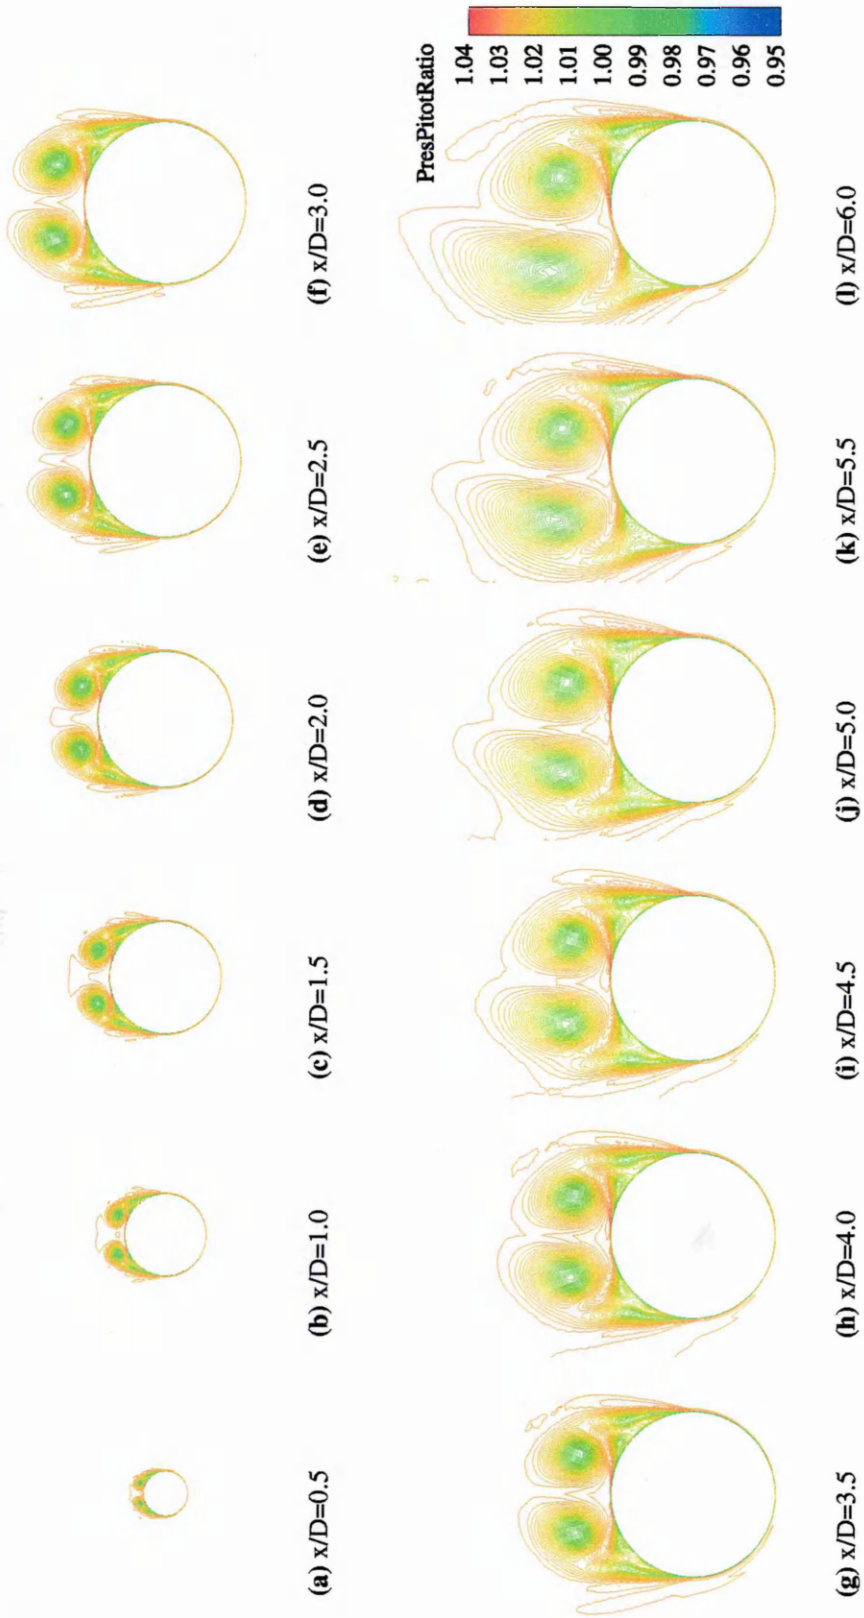 (a) x/D=0.5
(b) x/D=1.0
(c) x/D=1.5
(d) x/D=2.0
(e) x/D=2.5
(f) x/D=3.0
PresPitotRatio
1.04
1.03
1.02
1.01
1.00
0.99
0.98
0.97
0.96
0.95
(g) x/D=3.5
(h) x/D=4.0
(i) x/D=4.5
(j) x/D=5.0
(k) x/D=5.5
(l) x/D=6.0